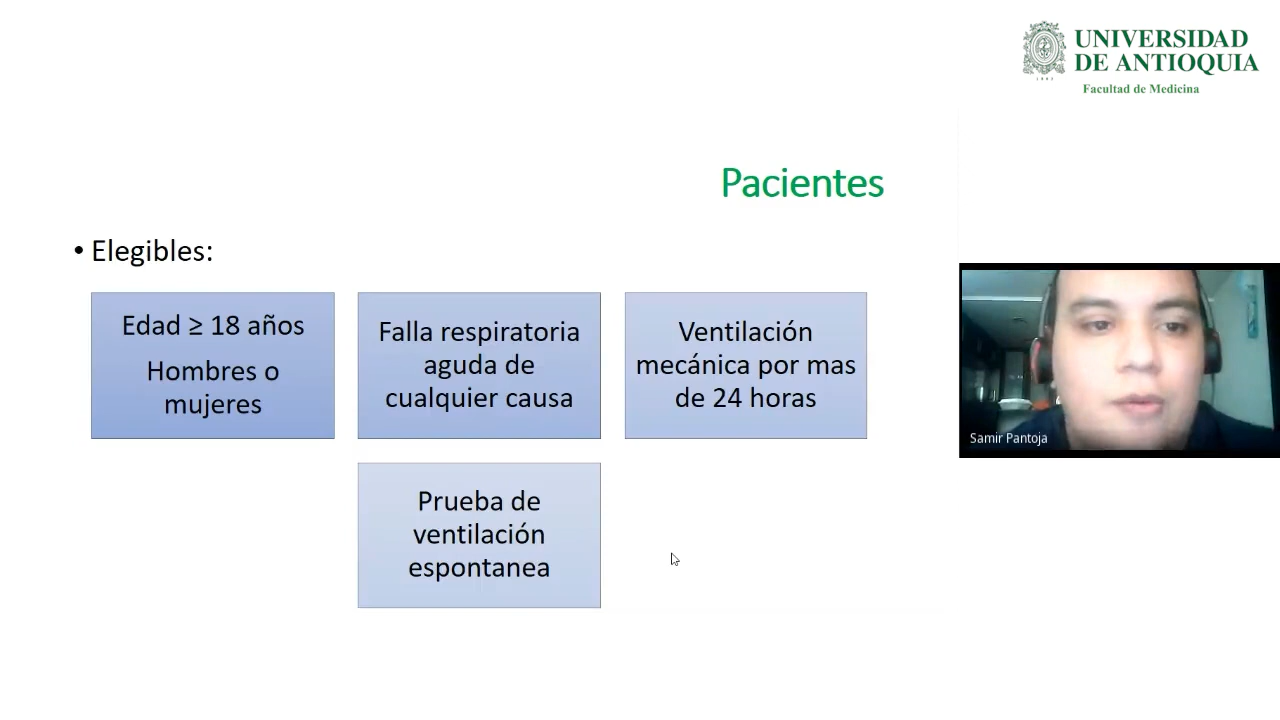 UNIVERSIDAD
DE ANTIOQUIA
1803
Facultad de Medicina
Pacientes
• Elegibles:
Edad ≥ 18 años
Hombres o
mujeres
Falla respiratoria
aguda de
cualquier causa
Ventilación
mecánica por mas
de 24 horas
Prueba de
ventilación
espontanea
Samir Pantoja